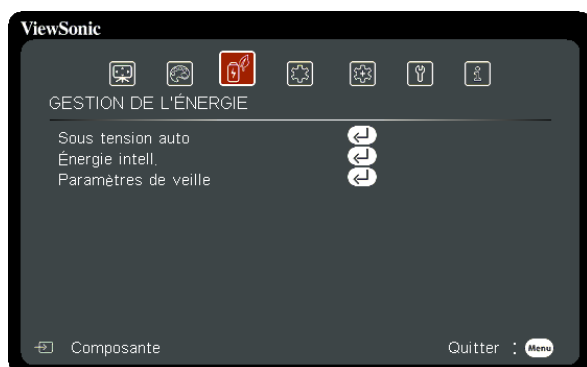 ViewSonic
GESTION DE L'ÉNERGIE
Sous tension auto
Énergie intell.
Paramètres de veille
Composante
Quitter : Menu